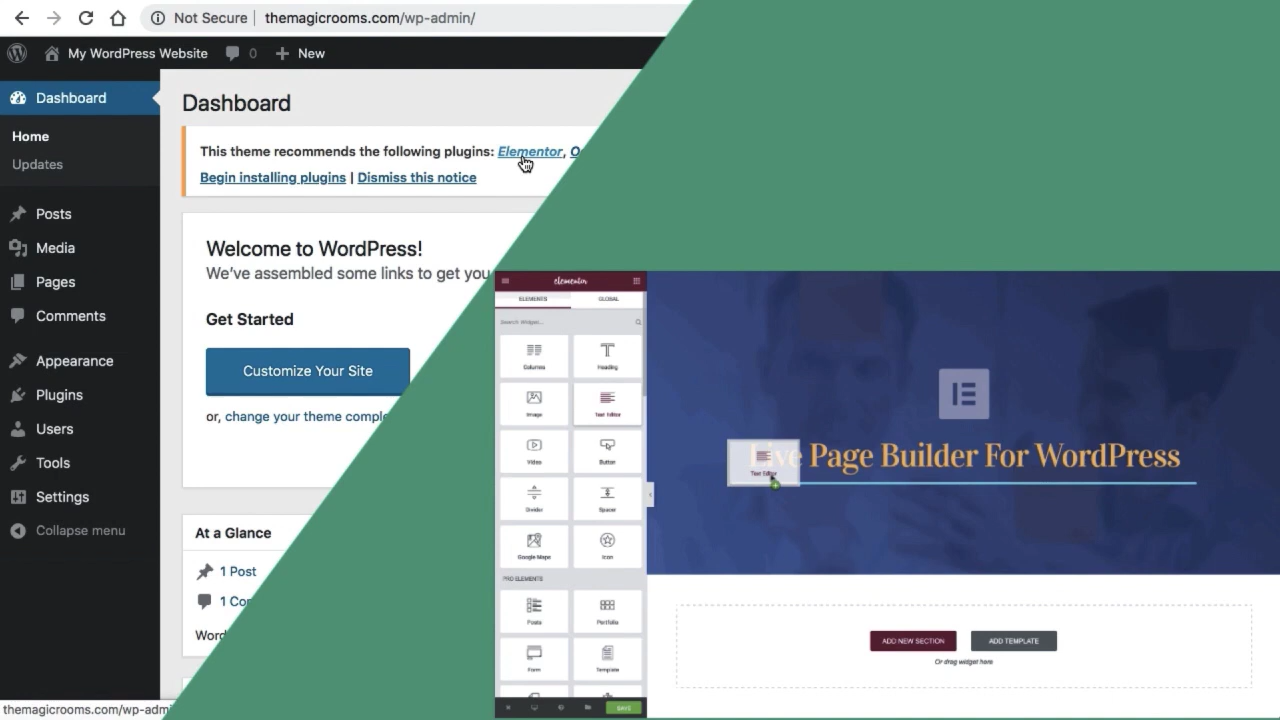 Not Secure | themagicrooms.com/wp-admin/
My WordPress Website 0 New
Dashboard
Home
Updates
Posts
Media
Pages
Comments
Appearance
Plugins
Users
Tools
Settings
Collapse menu
Dashboard
This theme recommends the following plugins: Elementor, O
Begin installing plugins | Dismiss this notice
Welcome to WordPress!
We've assembled some links to get you
Get Started
Customize Your Site
or, change your theme comple
At a Glance
1 Post
1 Co
Word
themagicrooms.com/wp-admi
elementor
ELEMENTS GLOBAL
Search Widget...
Columns Heading
Image Text Editor
Video Button
Divider Spacer
Google Maps Icon
PRO ELEMENTS
Posts Portfolio
Form Template
SAVE
Live Page Builder For WordPress
Text Editor
ADD NEW SECTION ADD TEMPLATE
Or drag widget here